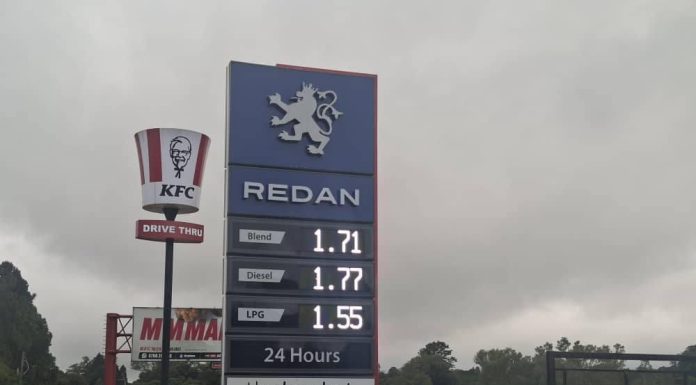 KFC
DRIVE THRU
REDAN
Blend 1.71
Diesel 1.77
LPG 1.55
24 Hours